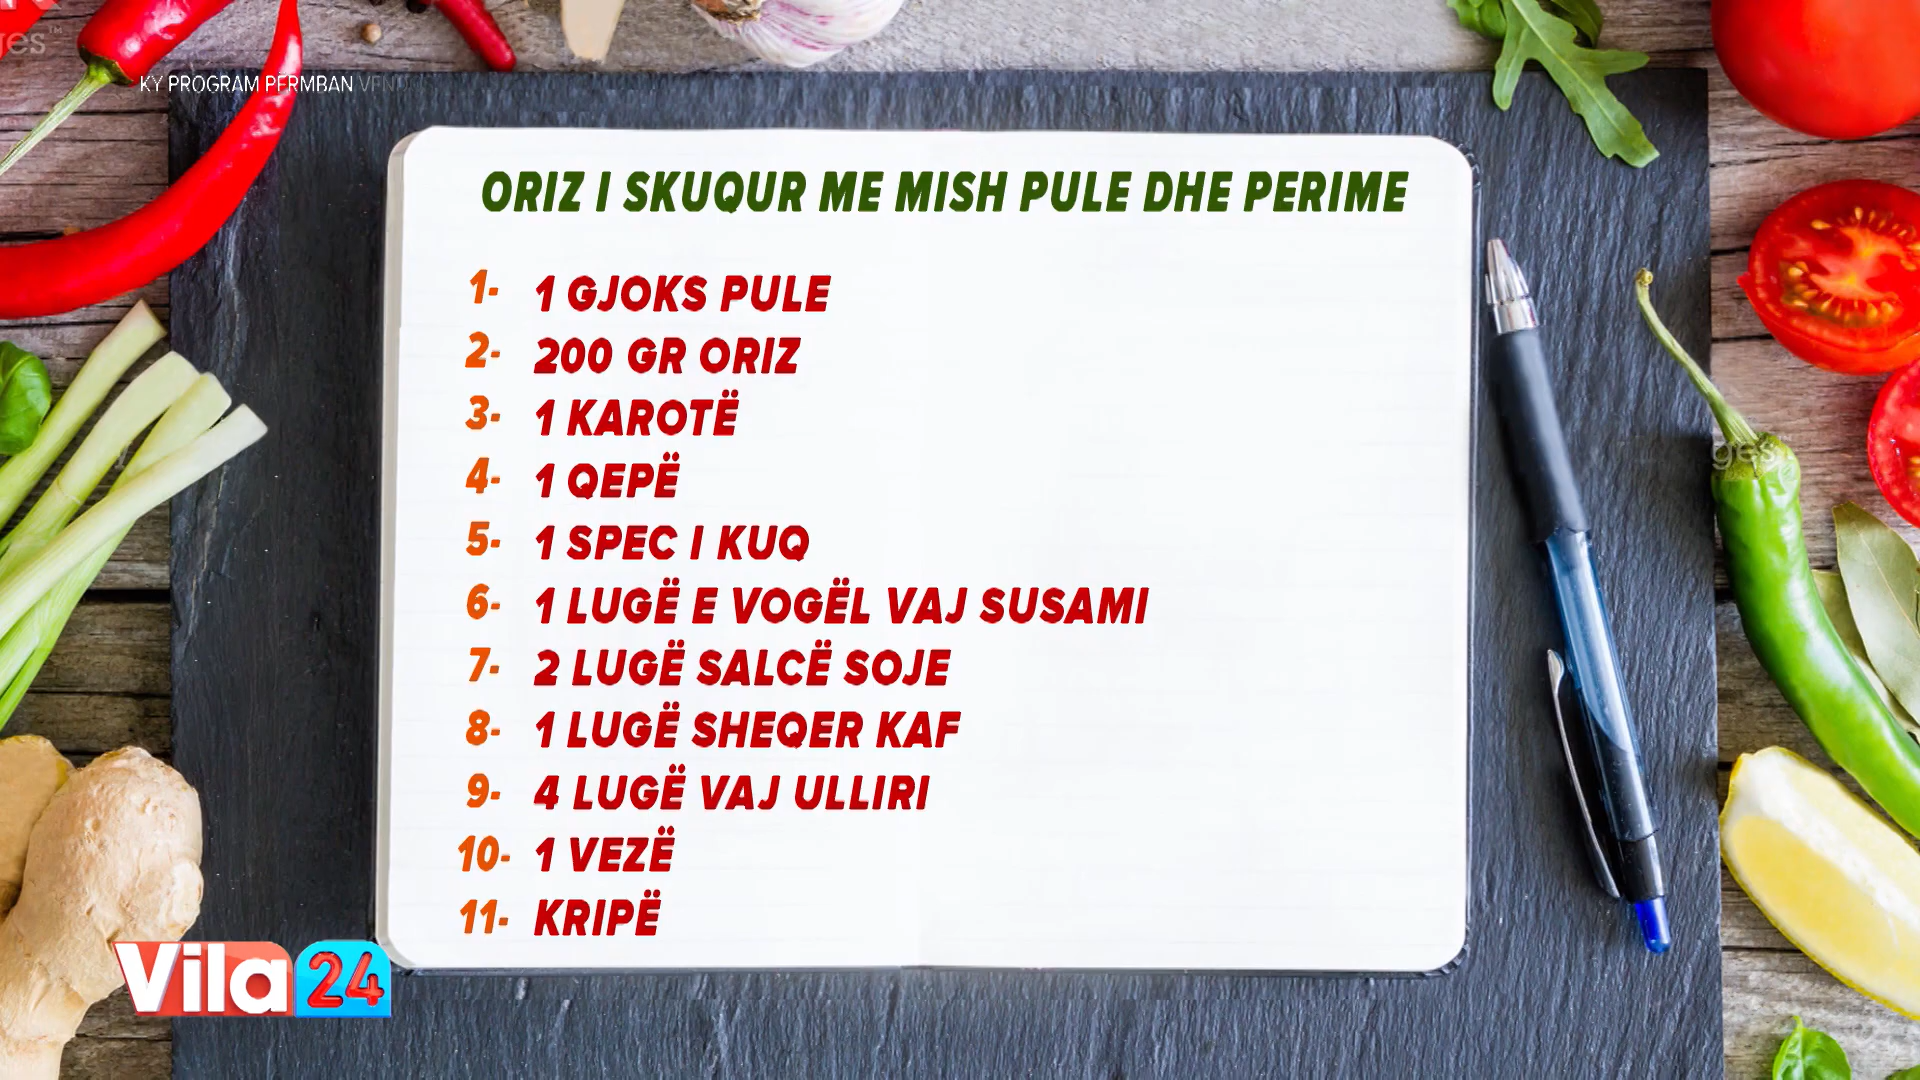 KY PROGRAM PERMBAN
ORIZ I SKUQUR ME MISH PULE DHE PERIME
1- 1 GJOKS PULE
2- 200 GR ORIZ
3- 1 KAROTË
4- 1 QEPË
5- 1 SPEC I KUQ
6- 1 LUGË E VOGËL VAJ SUSAMI
7- 2 LUGË SALCË SOJE
8- 1 LUGË SHEQER KAF
9- 4 LUGË VAJ ULLIRI
10- 1 VEZË
11- KRIPË
Vila 24